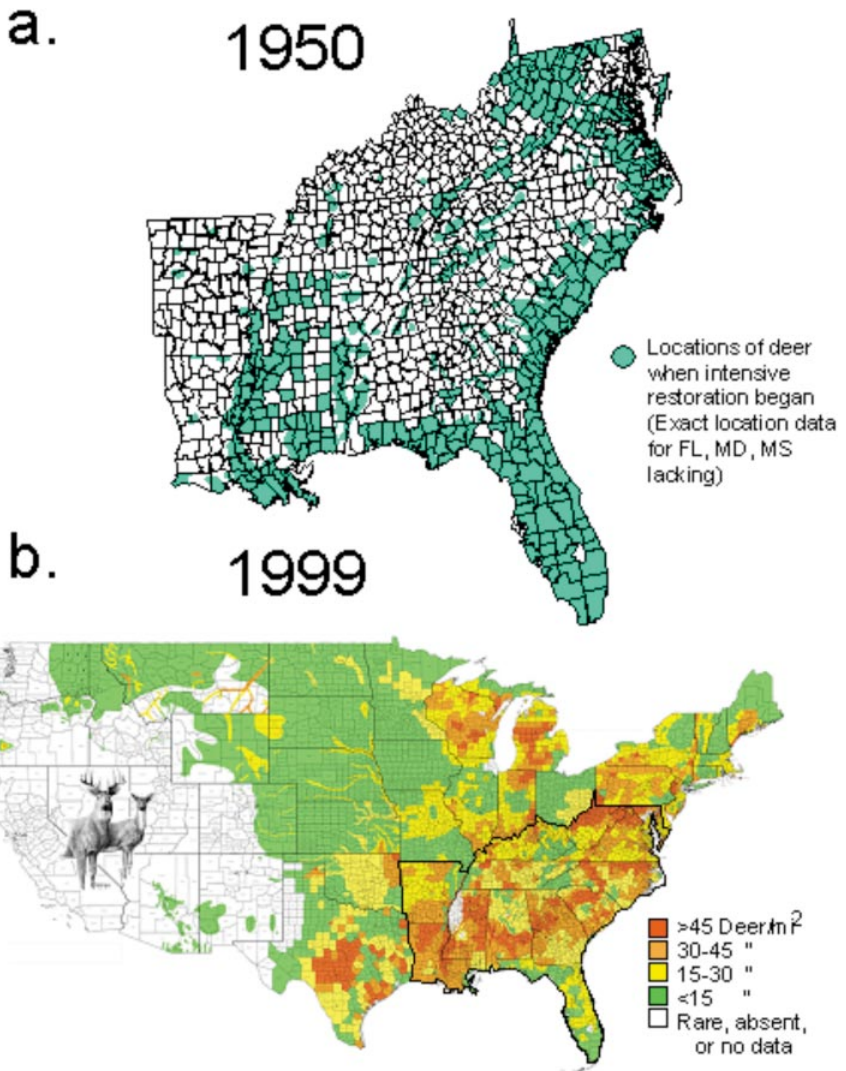 a.
1950
Locations of deer
when intensive
restoration began
(Exact location data
for FL, MD, MS
lacking)
b.
1999
>45 Deer/mi²
30-45 "
15-30 "
<15 "
Rare, absent,
or no data